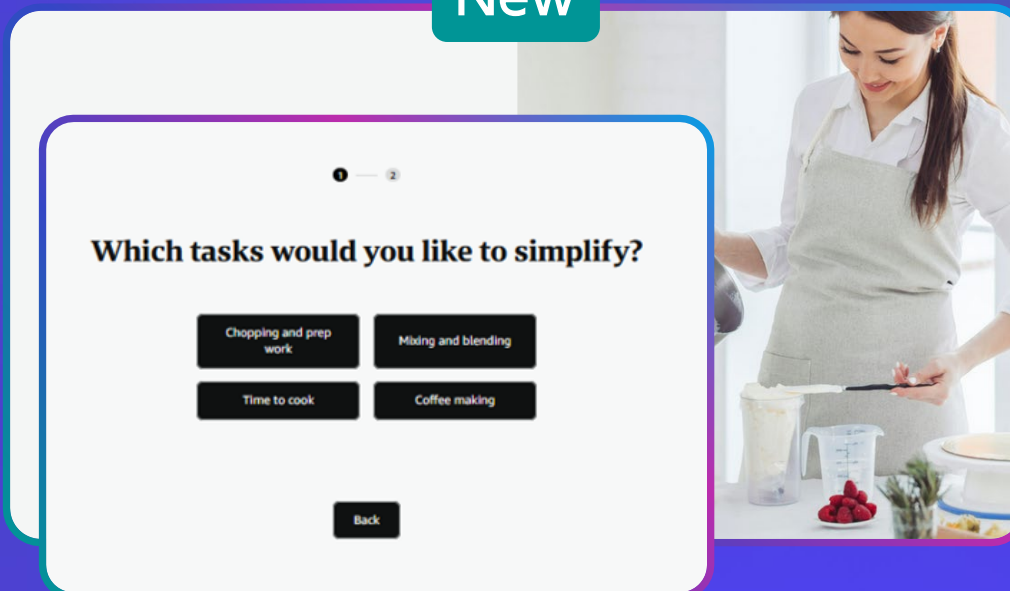 New
1 2
Which tasks would you like to simplify?
Chopping and prep
work
Mixing and blending
Time to cook
Coffee making
Back